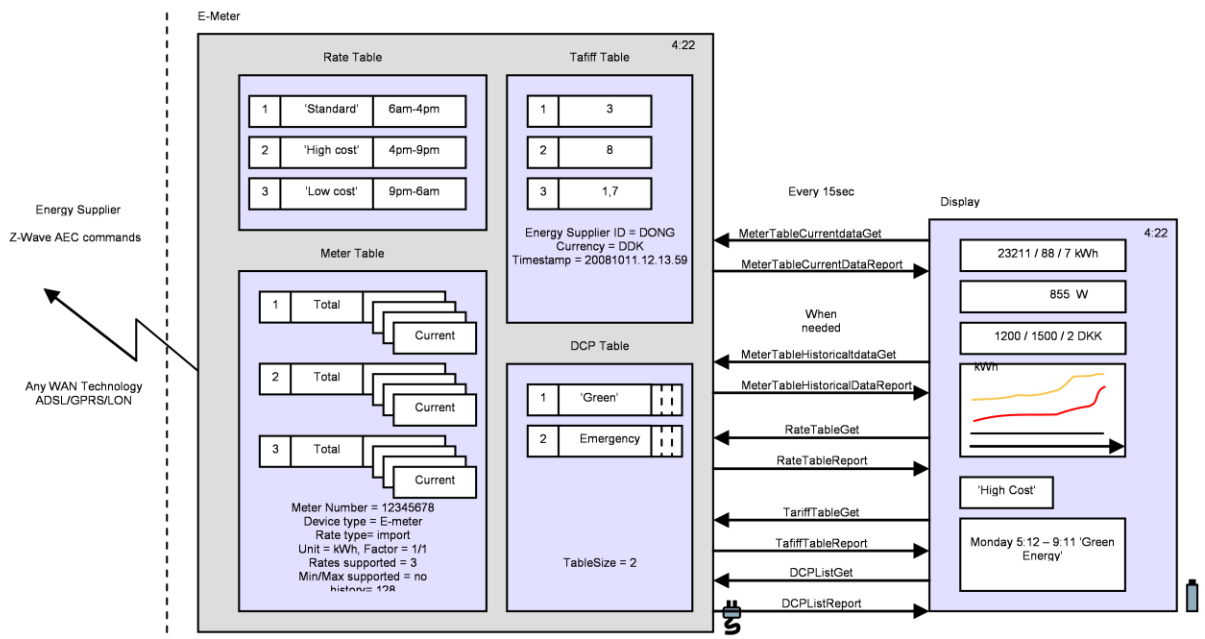 E-Meter
4:22
Rate Table
1 'Standard' 6am-4pm
2 'High cost' 4pm-9pm
3 'Low cost' 9pm-6am
Tafiff Table
1 3
2 8
3 1,7
Energy Supplier ID = DONG
Currency = DDK
Timestamp = 20081011.12.13.59
Energy Supplier
Z-Wave AEC commands
Any WAN Technology
ADSL/GPRS/LON
Meter Table
1 Total Current
2 Total Current
3 Total Current
Meter Number = 12345678
Device type = E-meter
Rate type= import
Unit = kWh, Factor = 1/1
Rates supported = 3
Min/Max supported = no
history= 128
DCP Table
1 'Green'
2 Emergency
TableSize = 2
Every 15sec
MeterTableCurrentdataGet
MeterTableCurrentDataReport
When
needed
MeterTableHistoricaltdataGet
MeterTableHistoricalDataReport
RateTableGet
RateTableReport
TariffTableGet
TafiffTableReport
DCPListGet
DCPListReport
Display
4:22
23211 / 88 / 7 kWh
855 W
1200 / 1500 / 2 DKK
kWh
'High Cost'
Monday 5:12 – 9:11 'Green
Energy'